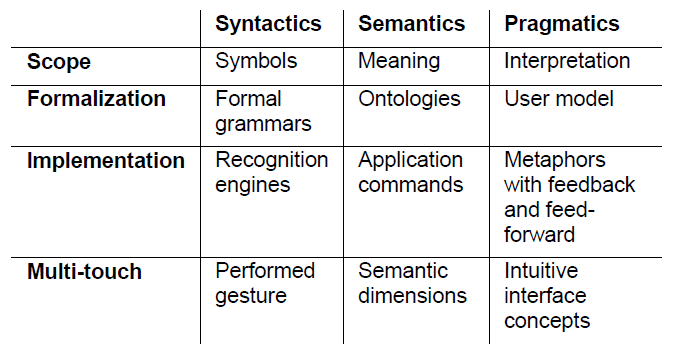 Syntactics Semantics Pragmatics
Scope Symbols Meaning Interpretation
Formalization Formal Ontologies User model
grammars
Implementation Recognition Application Metaphors
engines commands with feedback
and feed-
forward
Multi-touch Performed Semantic Intuitive
gesture dimensions interface
concepts